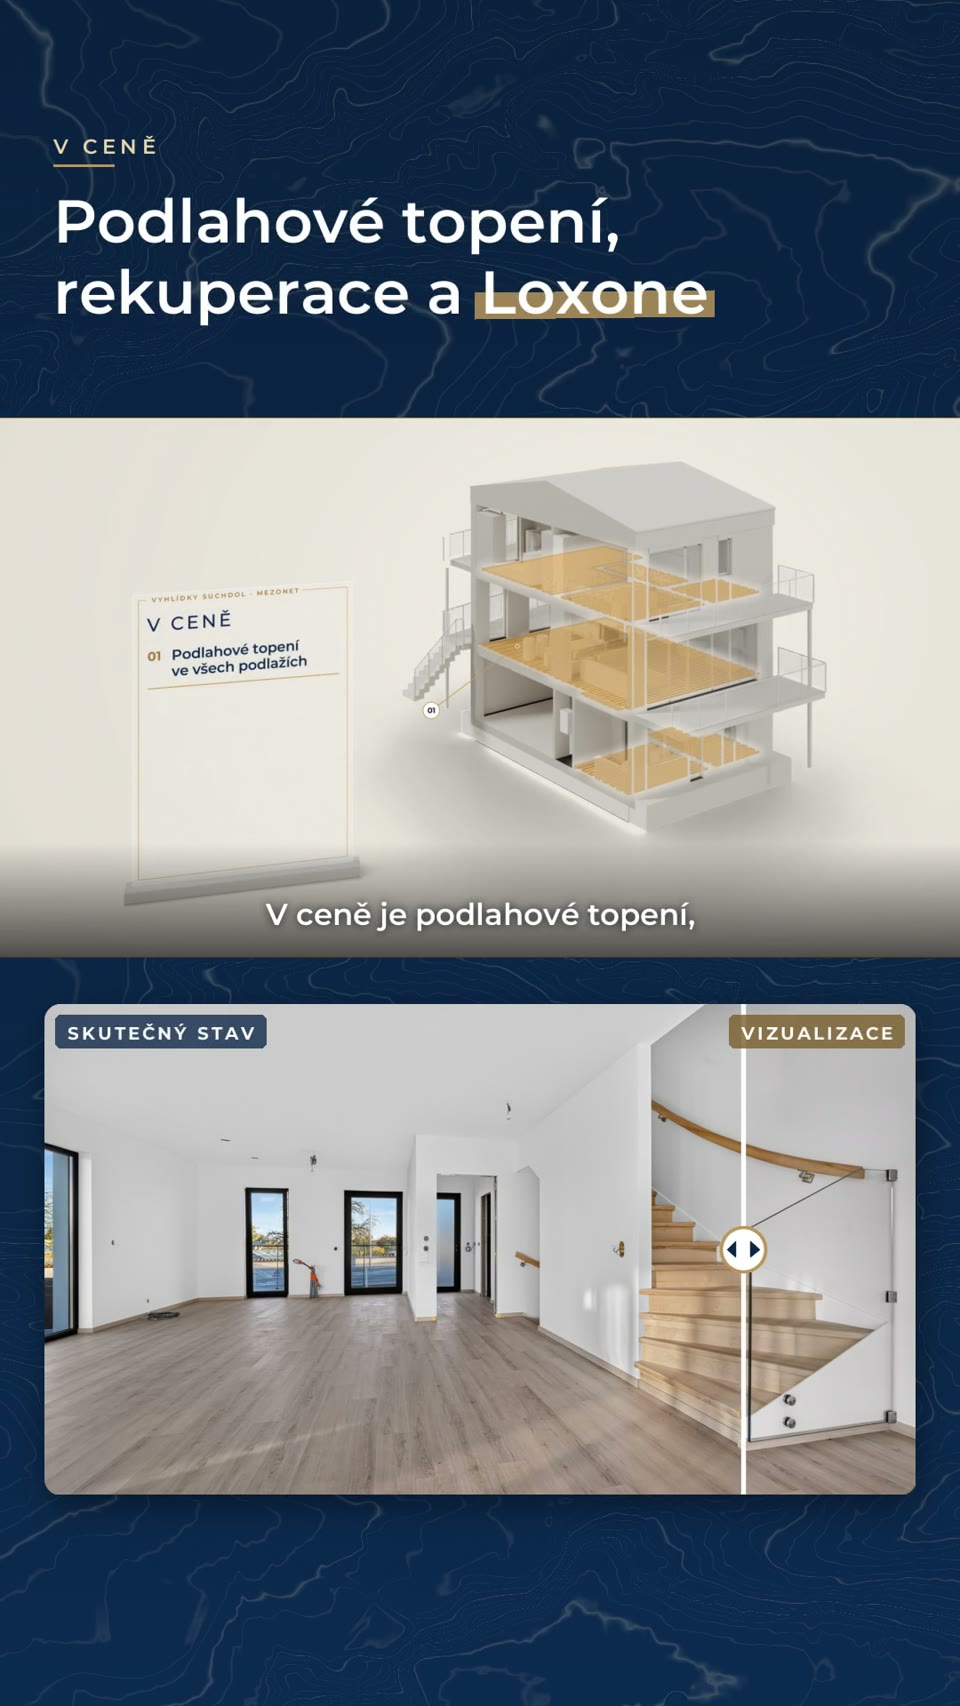 V CENĚ
Podlahové topení,
rekuperace a Loxone
VYHLÍDKY SUCHDOL - MEZONET
V CENĚ
01 Podlahové topení
ve všech podlažích
01
V ceně je podlahové topení,
SKUTEČNÝ STAV
VIZUALIZACE